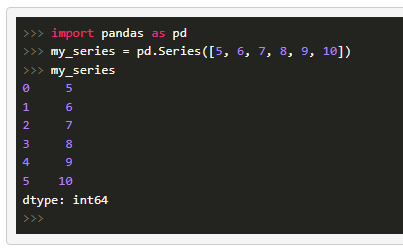 >>> import pandas as pd
>>> my_series = pd.Series([5, 6, 7, 8, 9, 10])
>>> my_series
0     5
1     6
2     7
3     8
4     9
5    10
dtype: int64
>>>